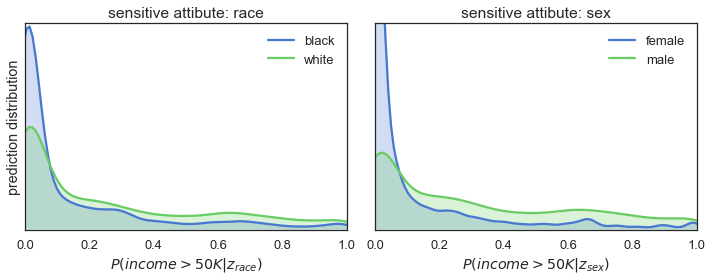 sensitive attibute: race
black
white
prediction distribution
0.0 0.2 0.4 0.6 0.8 1.0
P(income > 50K|z_race)
sensitive attibute: sex
female
male
0.0 0.2 0.4 0.6 0.8 1.0
P(income > 50K|z_sex)